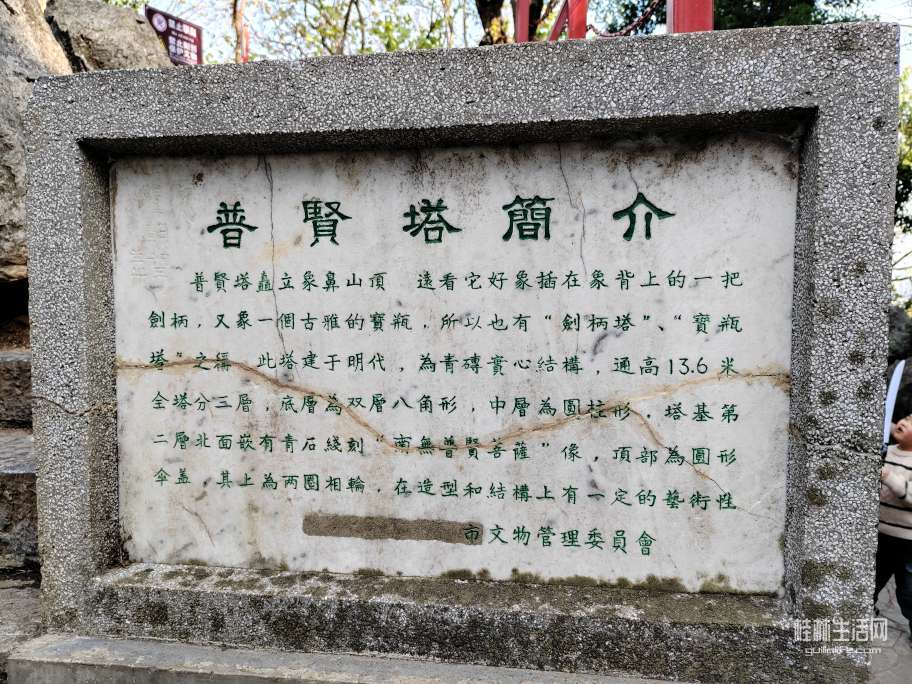 普賢塔簡介
普賢塔矗立象鼻山頂 遠看它好象插在象背上的一把
劍柄，又象一個古雅的寶瓶，所以也有“劍柄塔”、“寶瓶
塔”之稱 此塔建于明代，為青磚實心結構，通高13.6米
全塔分三層，底層為双層八角形，中層為圓柱形．塔基第
二層北面嵌有青石綫刻“南無普賢菩薩”像，頂部為圓形
伞盖，其上為两圆相輪，在造型和結構上有一定的藝術性
市文物管理委員會
桂林生活网
guilinlife.com